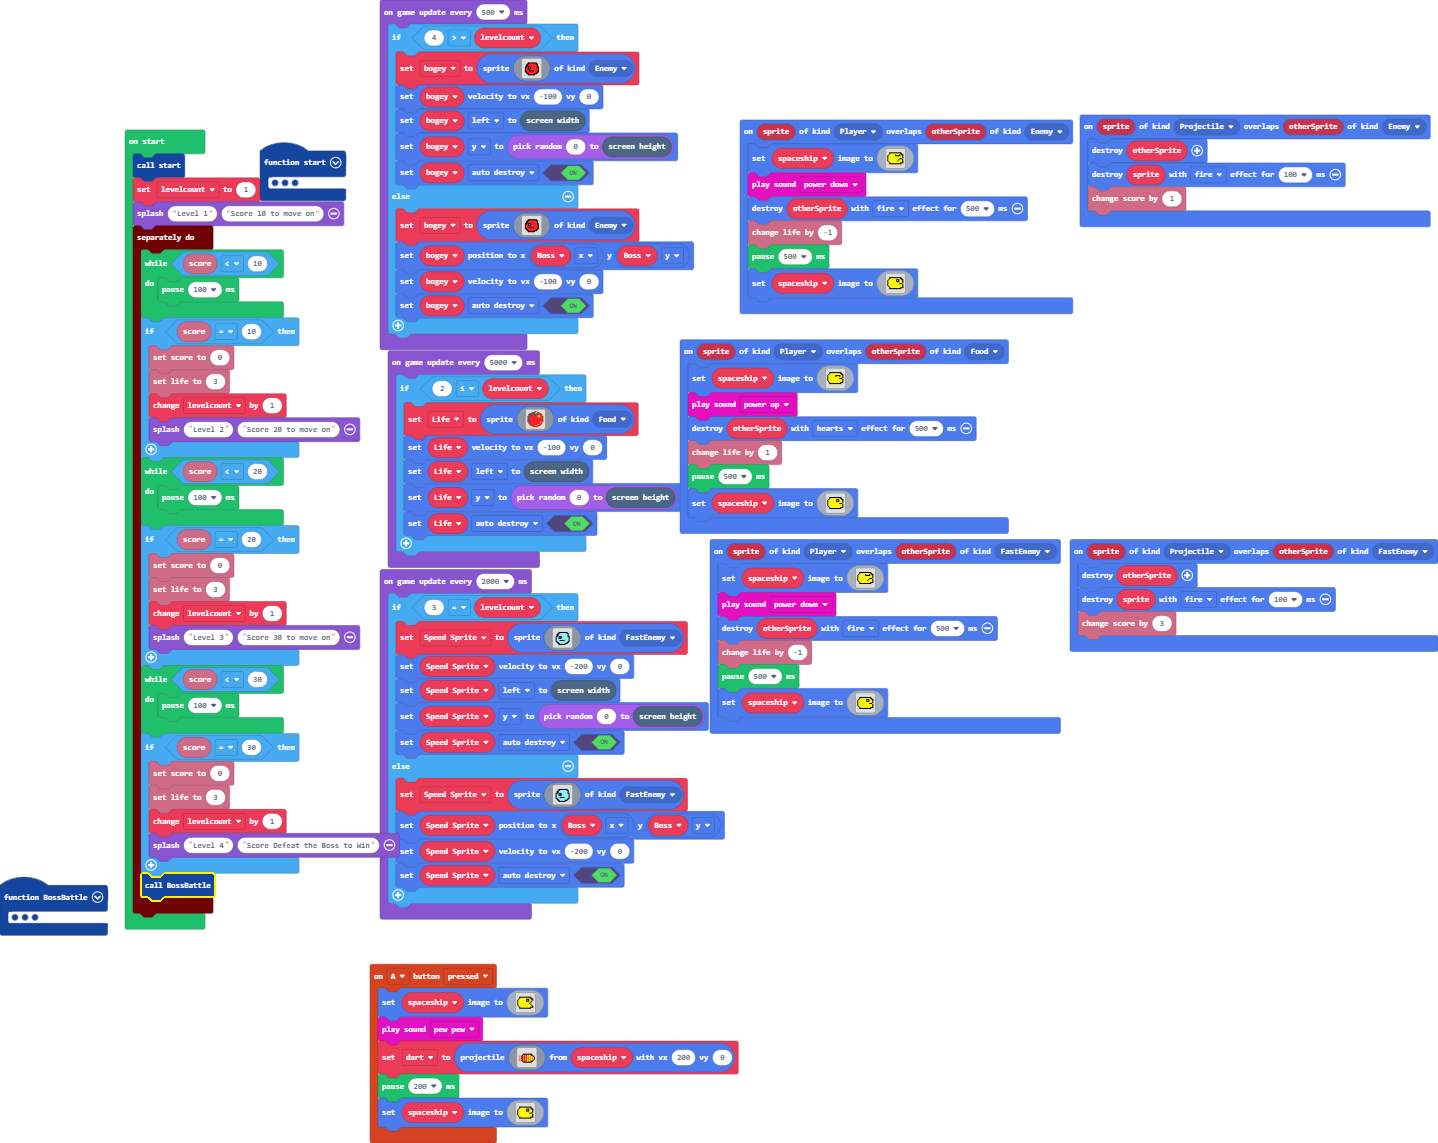 on start
call start
set levelcount to 1
splash "Level 1" "Score 10 to move on"
separately do
while score < 10
do pause 100 ms
if score = 10 then
set score to 0
set life to 3
change levelcount by 1
splash "Level 2" "Score 20 to move on"
while score < 20
do pause 100 ms
if score = 20 then
set score to 0
set life to 3
change levelcount by 1
splash "Level 3" "Score 30 to move on"
while score < 30
do pause 100 ms
if score = 30 then
set score to 0
set life to 3
change levelcount by 1
splash "Level 4" "Score Defeat the Boss to Win"
call BossBattle
function start
function BossBattle
on game update every 500 ms
if 4 > levelcount then
set bogey to sprite of kind Enemy
set bogey velocity to vx -100 vy 0
set bogey left to screen width
set bogey y to pick random 0 to screen height
set bogey auto destroy ON
else
set bogey to sprite of kind Enemy
set bogey position to x Boss x y Boss y
set bogey velocity to vx -100 vy 0
set bogey auto destroy ON
on game update every 5000 ms
if 2 ≤ levelcount then
set Life to sprite of kind Food
set Life velocity to vx -100 vy 0
set Life left to screen width
set Life y to pick random 0 to screen height
set Life auto destroy ON
on game update every 2000 ms
if 3 = levelcount then
set Speed Sprite to sprite of kind FastEnemy
set Speed Sprite velocity to vx -200 vy 0
set Speed Sprite left to screen width
set Speed Sprite y to pick random 0 to screen height
set Speed Sprite auto destroy ON
else
set Speed Sprite to sprite of kind FastEnemy
set Speed Sprite position to x Boss x y Boss y
set Speed Sprite velocity to vx -200 vy 0
set Speed Sprite auto destroy ON
on A button pressed
set spaceship image to
play sound pew pew
set dart to projectile from spaceship with vx 200 vy 0
pause 200 ms
set spaceship image to
on sprite of kind Player overlaps otherSprite of kind Enemy
set spaceship image to
play sound power down
destroy otherSprite with fire effect for 500 ms
change life by -1
pause 500 ms
set spaceship image to
on sprite of kind Projectile overlaps otherSprite of kind Enemy
destroy otherSprite
destroy sprite with fire effect for 100 ms
change score by 1
on sprite of kind Player overlaps otherSprite of kind Food
set spaceship image to
play sound power up
destroy otherSprite with hearts effect for 500 ms
change life by 1
pause 500 ms
set spaceship image to
on sprite of kind Player overlaps otherSprite of kind FastEnemy
set spaceship image to
play sound power down
destroy otherSprite with fire effect for 500 ms
change life by -1
pause 500 ms
set spaceship image to
on sprite of kind Projectile overlaps otherSprite of kind FastEnemy
destroy otherSprite
destroy sprite with fire effect for 100 ms
change score by 3